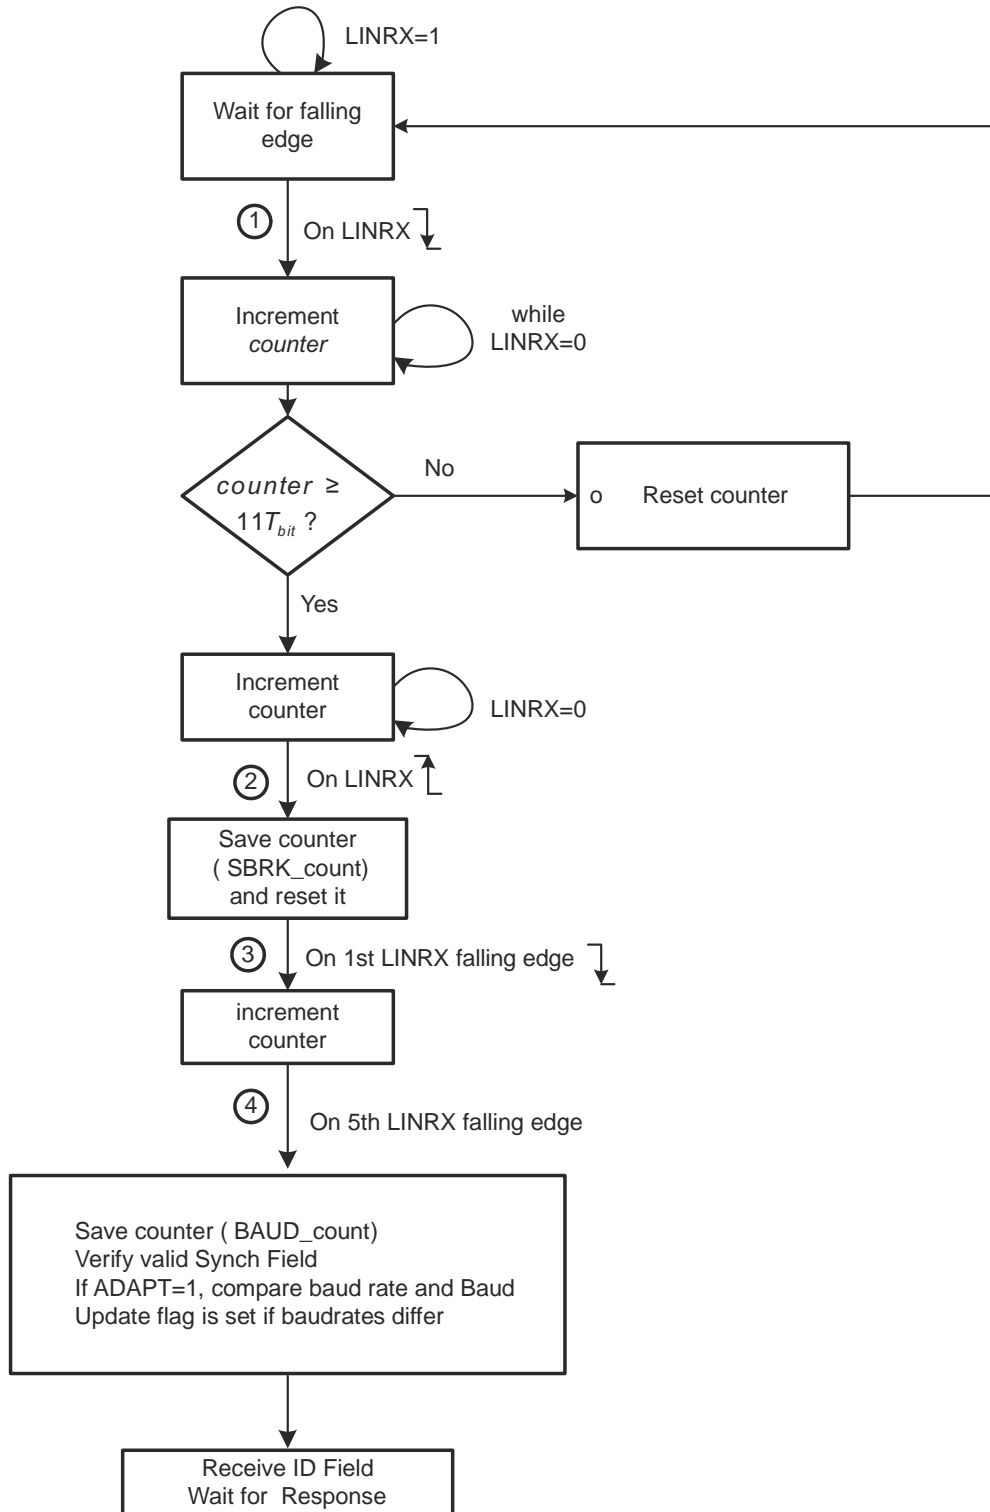 LINRX=1
Wait for falling
edge
1
On LINRX
Increment
counter
while
LINRX=0
counter ≥
11Tbit ?
No
o Reset counter
Yes
Increment
counter
LINRX=0
2
On LINRX
Save counter
( SBRK_count)
and reset it
3
On 1st LINRX falling edge
increment
counter
4
On 5th LINRX falling edge
Save counter ( BAUD_count)
Verify valid Synch Field
If ADAPT=1, compare baud rate and Baud
Update flag is set if baudrates differ
Receive ID Field
Wait for Response